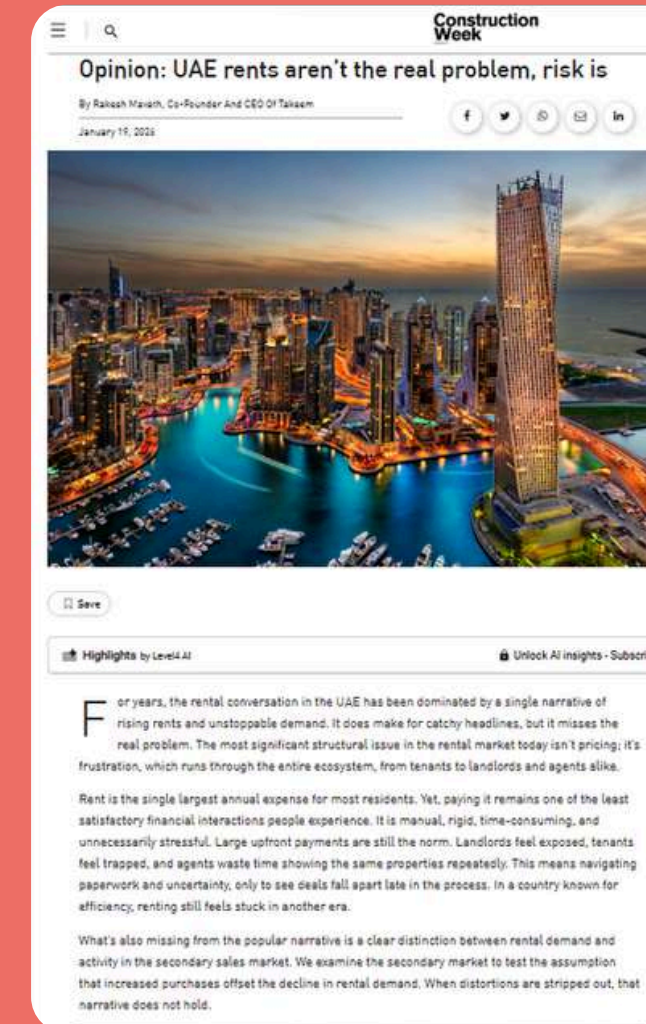 Construction
Week
Opinion: UAE rents aren't the real problem, risk is
By Rakesh Mavath, Co-Founder And CEO Of Takeem
January 19, 2026
Save
Highlights by Level4 AI
Unlock AI insights - Subscri
For years, the rental conversation in the UAE has been dominated by a single narrative of
rising rents and unstoppable demand. It does make for catchy headlines, but it misses the
real problem. The most significant structural issue in the rental market today isn't pricing; it's
frustration, which runs through the entire ecosystem, from tenants to landlords and agents alike.
Rent is the single largest annual expense for most residents. Yet, paying it remains one of the least
satisfactory financial interactions people experience. It is manual, rigid, time-consuming, and
unnecessarily stressful. Large upfront payments are still the norm. Landlords feel exposed, tenants
feel trapped, and agents waste time showing the same properties repeatedly. This means navigating
paperwork and uncertainty, only to see deals fall apart late in the process. In a country known for
efficiency, renting still feels stuck in another era.
What's also missing from the popular narrative is a clear distinction between rental demand and
activity in the secondary sales market. We examine the secondary market to test the assumption
that increased purchases offset the decline in rental demand. When distortions are stripped out, that
narrative does not hold.